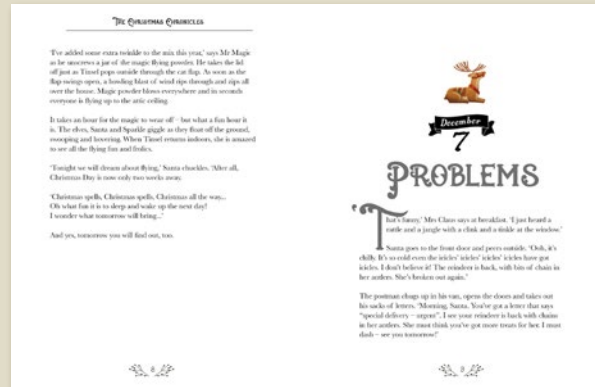 The Christmas Chronicles
'I've added some extra twinkle to the mix this year,' says Mr Magic
as he unscrews a jar of the magic flying powder. He takes the lid
off just as Tinsel pops outside through the cat flap. As soon as the
flap swings open, a howling blast of wind rips through and zips all
over the house. Magic powder blows everywhere and in seconds
everyone is flying up to the attic ceiling.
It takes an hour for the magic to wear off – but what a fun hour it
is. The elves, Santa and Sparkle giggle as they float off the ground,
swooping and hovering. When Tinsel returns indoors, she is amazed
to see all the flying fun and frolics.
'Tonight we will dream about flying,' Santa chuckles. 'After all,
Christmas Day is now only two weeks away.
'Christmas spells, Christmas spells, Christmas all the way...
Oh what fun it is to sleep and wake up the next day!
I wonder what tomorrow will bring...'
And yes, tomorrow you will find out, too.
8
December
7
Problems
'That's funny,' Mrs Claus says at breakfast. 'I just heard a
rattle and a jangle with a clink and a tinkle at the window.'
Santa goes to the front door and peers outside. 'Ooh, it's
chilly. It's so cold even the icicles' icicles' icicles' icicles have got
icicles. I don't believe it! The reindeer is back, with bits of chain in
her antlers. She's broken out again.'
The postman chugs up in his van, opens the doors and takes out
his sacks of letters. 'Morning, Santa. You've got a letter that says
"special delivery – urgent". I see your reindeer is back with chains
in her antlers. She must think you've got more treats for her. I must
dash – see you tomorrow!'
9